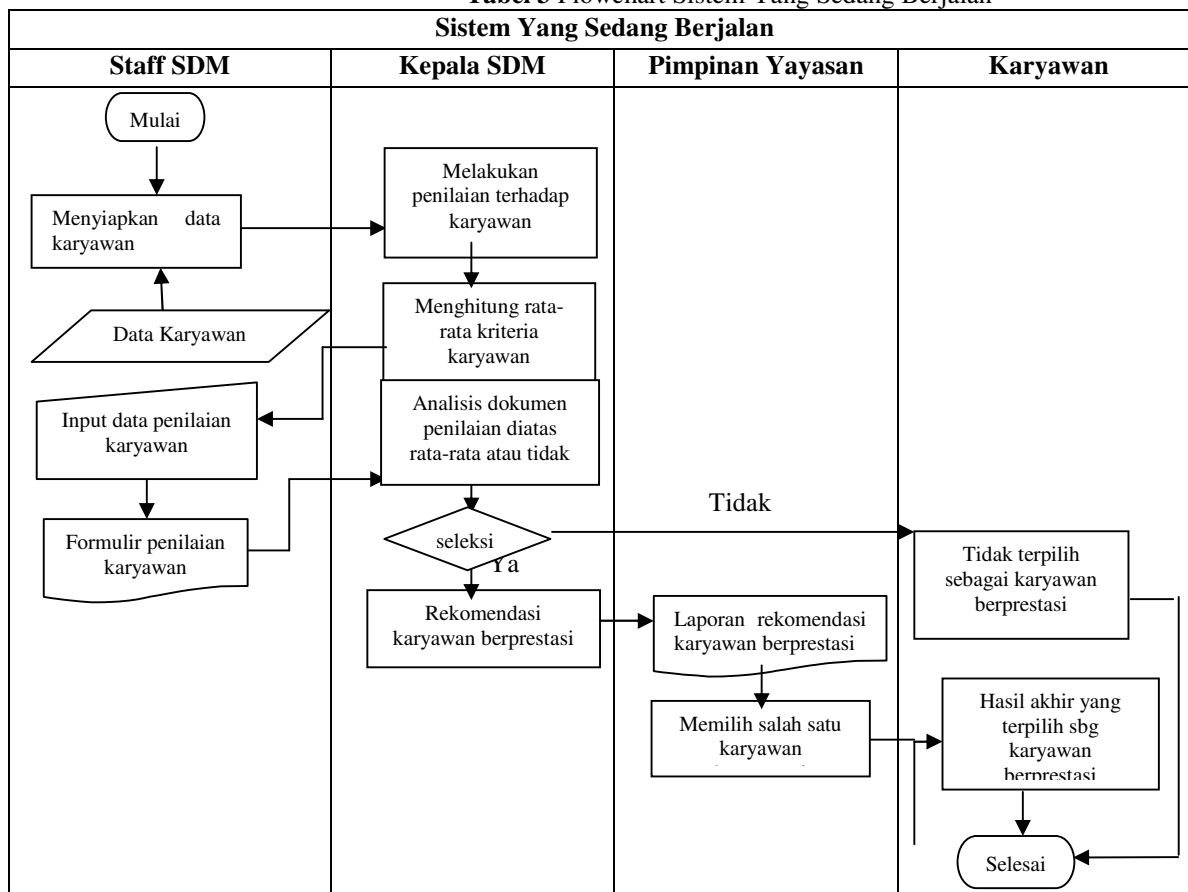 Sistem Yang Sedang Berjalan
Staff SDM
Kepala SDM
Pimpinan Yayasan
Karyawan
Mulai
Menyiapkan data
karyawan
Data Karyawan
Melakukan
penilaian terhadap
karyawan
Menghitung rata-
rata kriteria
karyawan
Input data penilaian
karyawan
Formulir penilaian
karyawan
Analisis dokumen
penilaian diatas
rata-rata atau tidak
seleksi
Tidak
Ya
Rekomendasi
karyawan berprestasi
Laporan rekomendasi
karyawan berprestasi
Memilih salah satu
karyawan
Tidak terpilih
sebagai karyawan
berprestasi
Hasil akhir yang
terpilih sbg
karyawan
berprestasi
Selesai